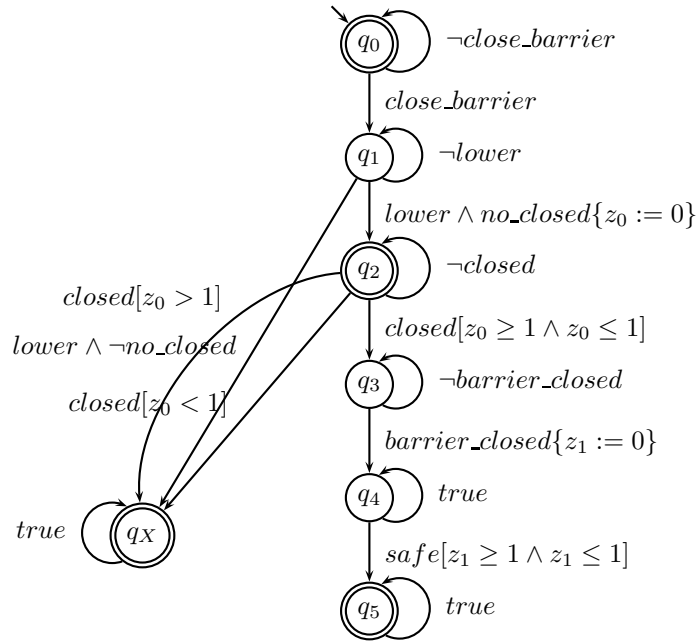 q₀
¬close_barrier
close_barrier
q₁
¬lower
lower ∧ no_closed{z₀ := 0}
q₂
¬closed
closed[z₀ > 1]
closed[z₀ ≥ 1 ∧ z₀ ≤ 1]
lower ∧ ¬no_closed
q₃
¬barrier_closed
closed[z₀ < 1]
barrier_closed{z₁ := 0}
q₄
true
true
q_X
safe[z₁ ≥ 1 ∧ z₁ ≤ 1]
q₅
true